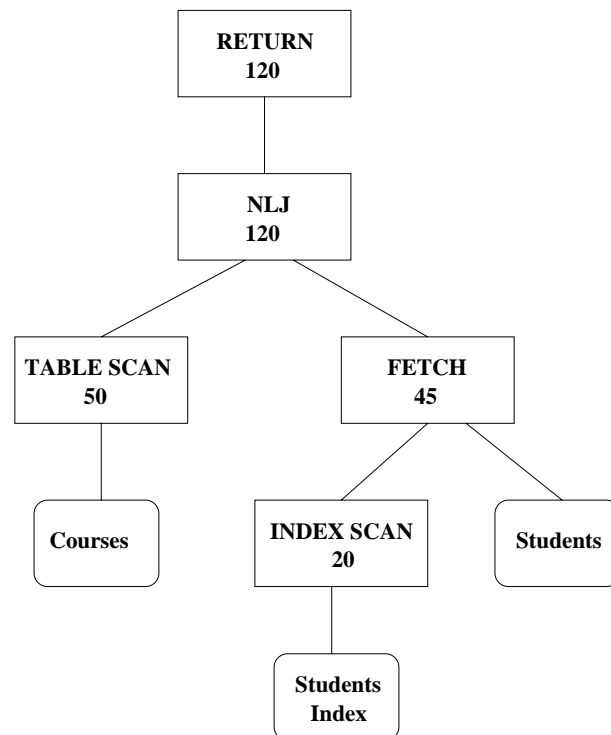 RETURN
120
NLJ
120
TABLE SCAN
50
FETCH
45
Courses
INDEX SCAN
20
Students
Students
Index